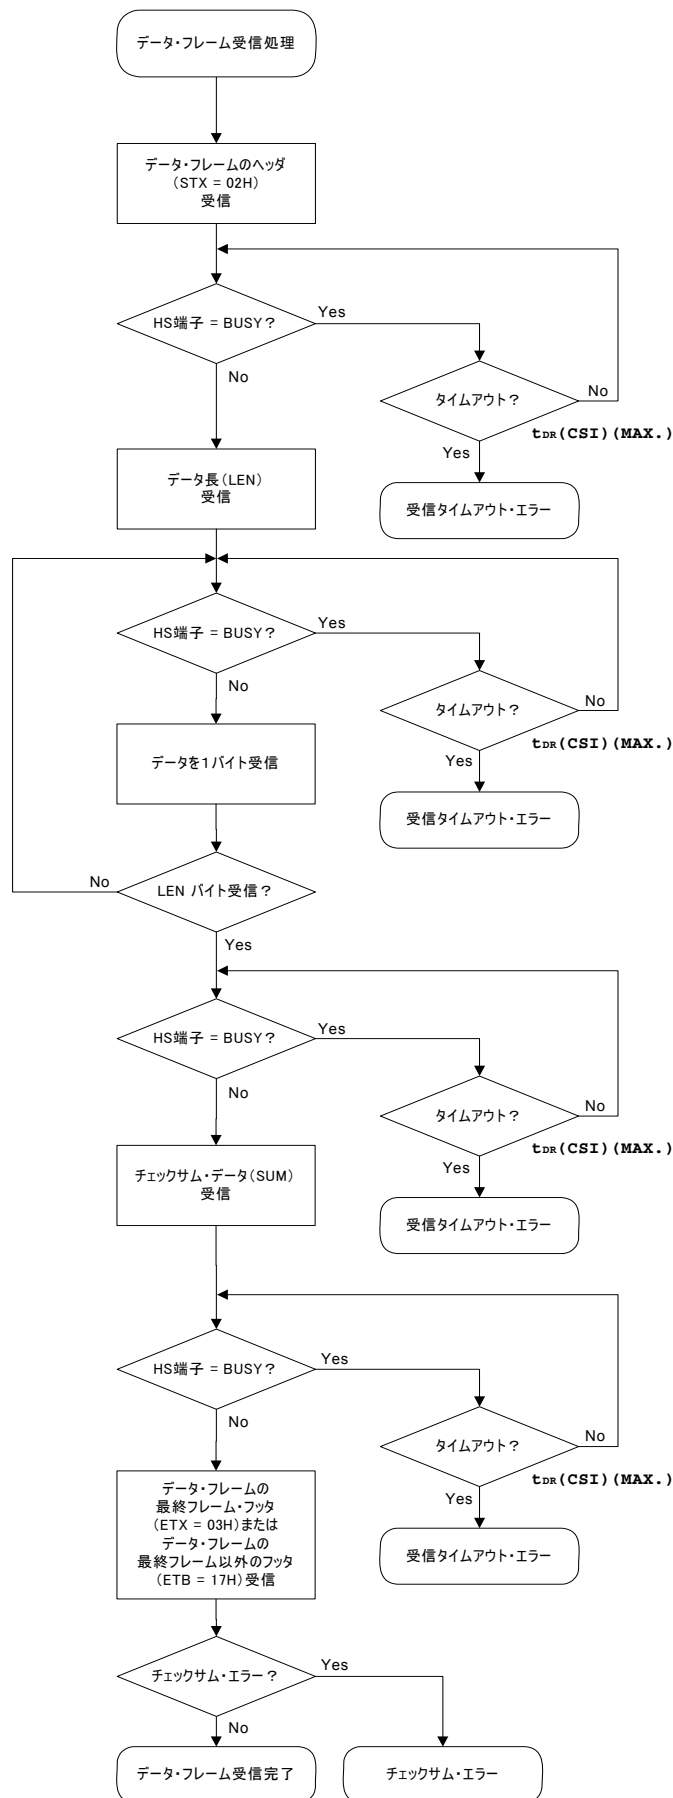 データ・フレーム受信処理
データ・フレームのヘッダ
(STX = 02H)
受信
HS端子 = BUSY?
Yes
No
タイムアウト?
No
tDR(CSI)(MAX.)
Yes
受信タイムアウト・エラー
データ長(LEN)
受信
HS端子 = BUSY?
Yes
No
タイムアウト?
No
tDR(CSI)(MAX.)
Yes
受信タイムアウト・エラー
データを1バイト受信
LEN バイト受信?
No
Yes
HS端子 = BUSY?
Yes
No
タイムアウト?
No
tDR(CSI)(MAX.)
Yes
受信タイムアウト・エラー
チェックサム・データ(SUM)
受信
HS端子 = BUSY?
Yes
No
タイムアウト?
No
tDR(CSI)(MAX.)
Yes
受信タイムアウト・エラー
データ・フレームの
最終フレーム・フッタ
(ETX = 03H)または
データ・フレームの
最終フレーム以外のフッタ
(ETB = 17H)受信
チェックサム・エラー?
Yes
No
データ・フレーム受信完了
チェックサム・エラー